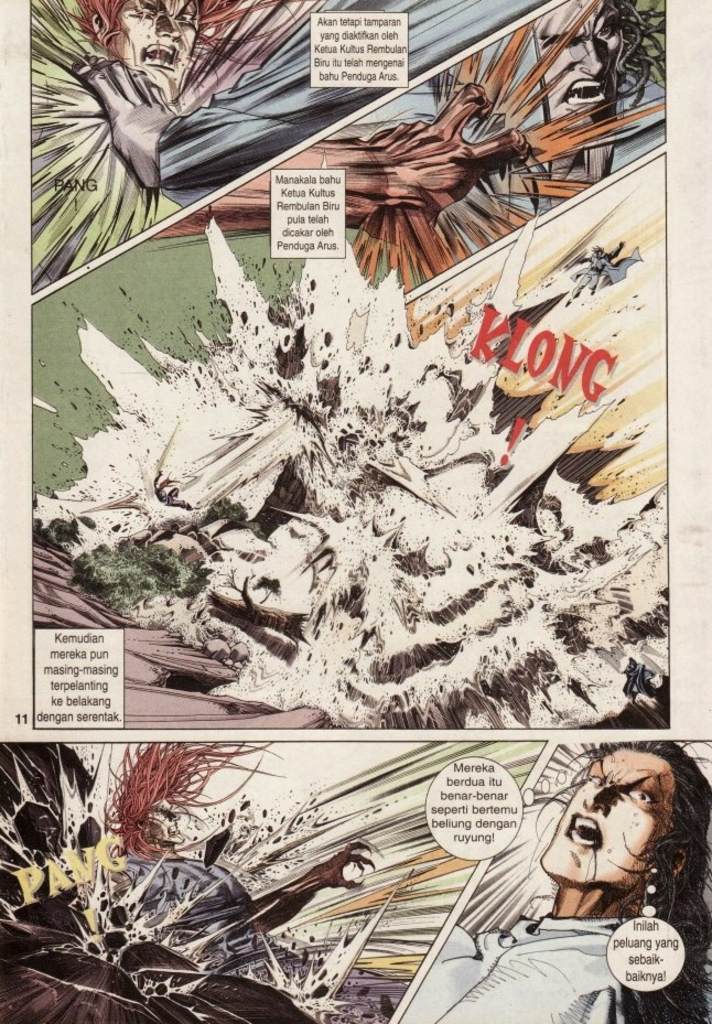 Akan tetapi tamparan
yang diaktifkan oleh
Ketua Kultus Rembulan
Biru itu telah mengenai
bahu Penduga Arus.
PANG
!
Manakala bahu
Ketua Kultus
Rembulan Biru
pula telah
dicakar oleh
Penduga Arus.
KLONG
!
Kemudian
mereka pun
masing-masing
terpelanting
ke belakang
dengan serentak.
11
PANG
!
Mereka
berdua itu
benar-benar
seperti bertemu
beliung dengan
ruyung!
Inilah
peluang yang
sebaik-
baiknya!